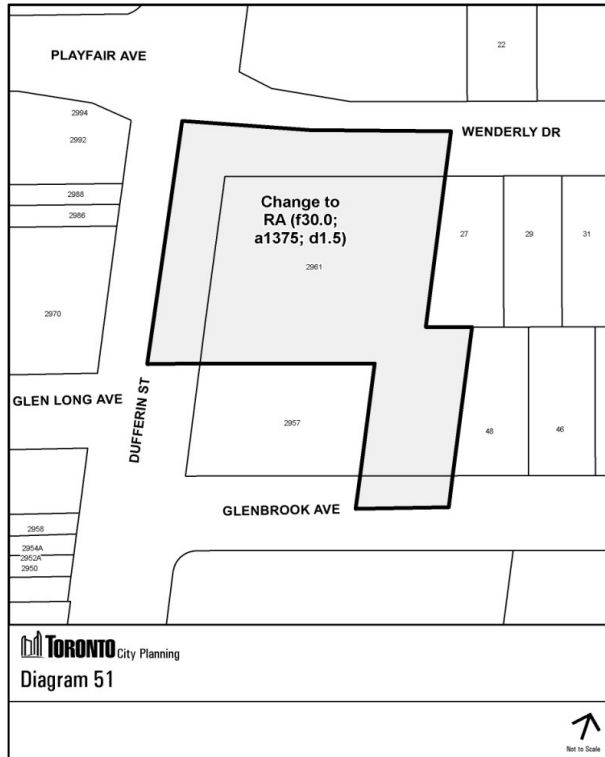 PLAYFAIR AVE
22
2994
2992
WENDERLY DR
2988
2986
Change to
RA (f30.0;
a1375; d1.5)
27
29
31
2961
2970
GLEN LONG AVE
DUFFERIN ST
2957
48
46
GLENBROOK AVE
2958
2954A
2952A
2950
TORONTO City Planning
Diagram 51
Not to Scale